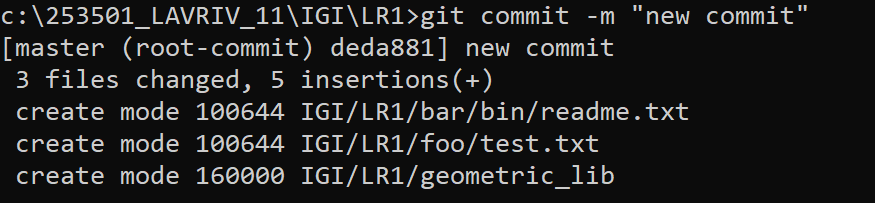 c:\253501_LAVRIV_11\IGI\LR1>git commit -m "new commit"
[master (root-commit) deda881] new commit
 3 files changed, 5 insertions(+)
 create mode 100644 IGI/LR1/bar/bin/readme.txt
 create mode 100644 IGI/LR1/foo/test.txt
 create mode 160000 IGI/LR1/geometric_lib